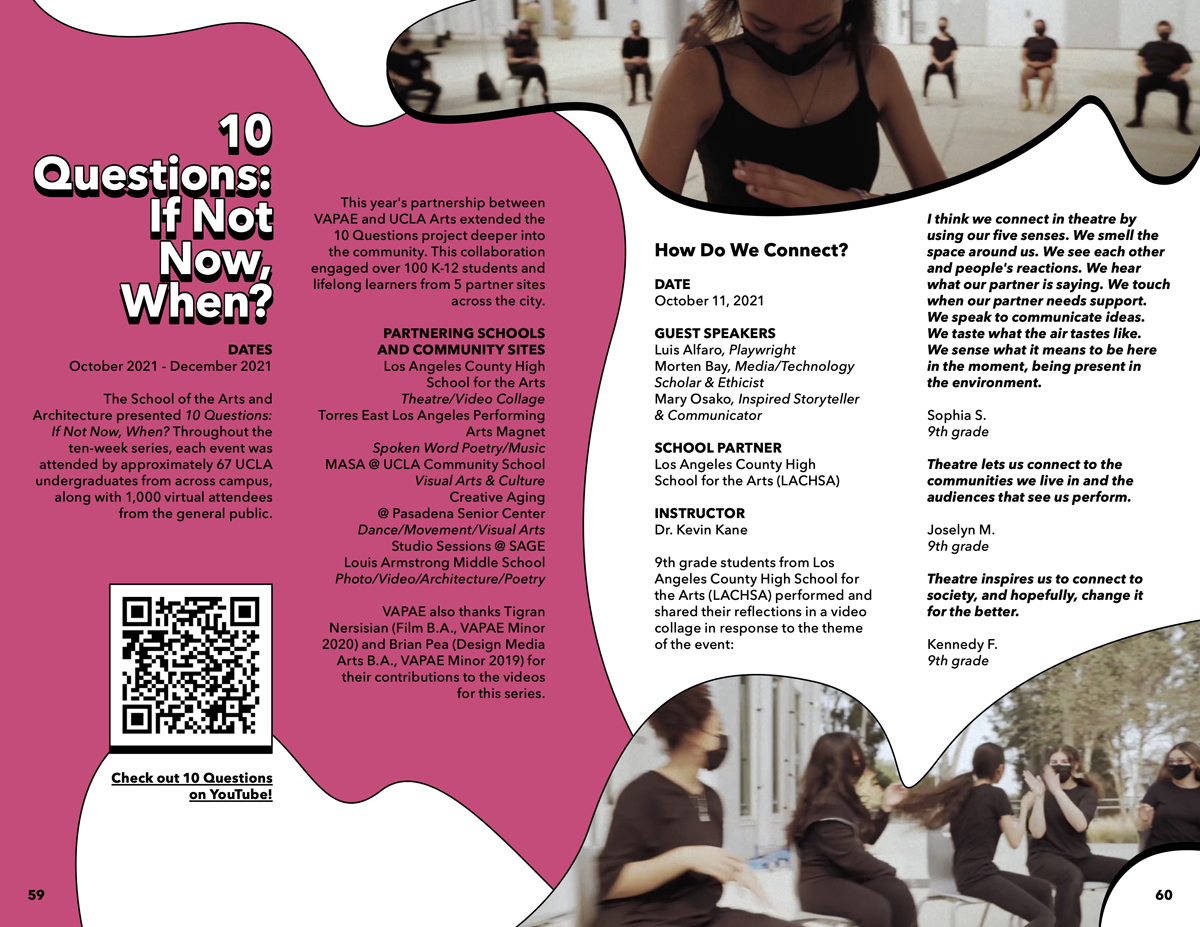 10
Questions:
If Not
Now,
When?
DATES
October 2021 - December 2021
The School of the Arts and
Architecture presented 10 Questions:
If Not Now, When? Throughout the
ten-week series, each event was
attended by approximately 67 UCLA
undergraduates from across campus,
along with 1,000 virtual attendees
from the general public.
Check out 10 Questions
on YouTube!
59
This year's partnership between
VAPAE and UCLA Arts extended the
10 Questions project deeper into
the community. This collaboration
engaged over 100 K-12 students and
lifelong learners from 5 partner sites
across the city.
PARTNERING SCHOOLS
AND COMMUNITY SITES
Los Angeles County High
School for the Arts
Theatre/Video Collage
Torres East Los Angeles Performing
Arts Magnet
Spoken Word Poetry/Music
MASA @ UCLA Community School
Visual Arts & Culture
Creative Aging
@ Pasadena Senior Center
Dance/Movement/Visual Arts
Studio Sessions @ SAGE
Louis Armstrong Middle School
Photo/Video/Architecture/Poetry
VAPAE also thanks Tigran
Nersisian (Film B.A., VAPAE Minor
2020) and Brian Pea (Design Media
Arts B.A., VAPAE Minor 2019) for
their contributions to the videos
for this series.
How Do We Connect?
DATE
October 11, 2021
GUEST SPEAKERS
Luis Alfaro, Playwright
Morten Bay, Media/Technology
Scholar & Ethicist
Mary Osako, Inspired Storyteller
& Communicator
SCHOOL PARTNER
Los Angeles County High
School for the Arts (LACHSA)
INSTRUCTOR
Dr. Kevin Kane
9th grade students from Los
Angeles County High School for
the Arts (LACHSA) performed and
shared their reflections in a video
collage in response to the theme
of the event:
I think we connect in theatre by
using our five senses. We smell the
space around us. We see each other
and people's reactions. We hear
what our partner is saying. We touch
when our partner needs support.
We speak to communicate ideas.
We taste what the air tastes like.
We sense what it means to be here
in the moment, being present in
the environment.
Sophia S.
9th grade
Theatre lets us connect to the
communities we live in and the
audiences that see us perform.
Joselyn M.
9th grade
Theatre inspires us to connect to
society, and hopefully, change it
for the better.
Kennedy F.
9th grade
60